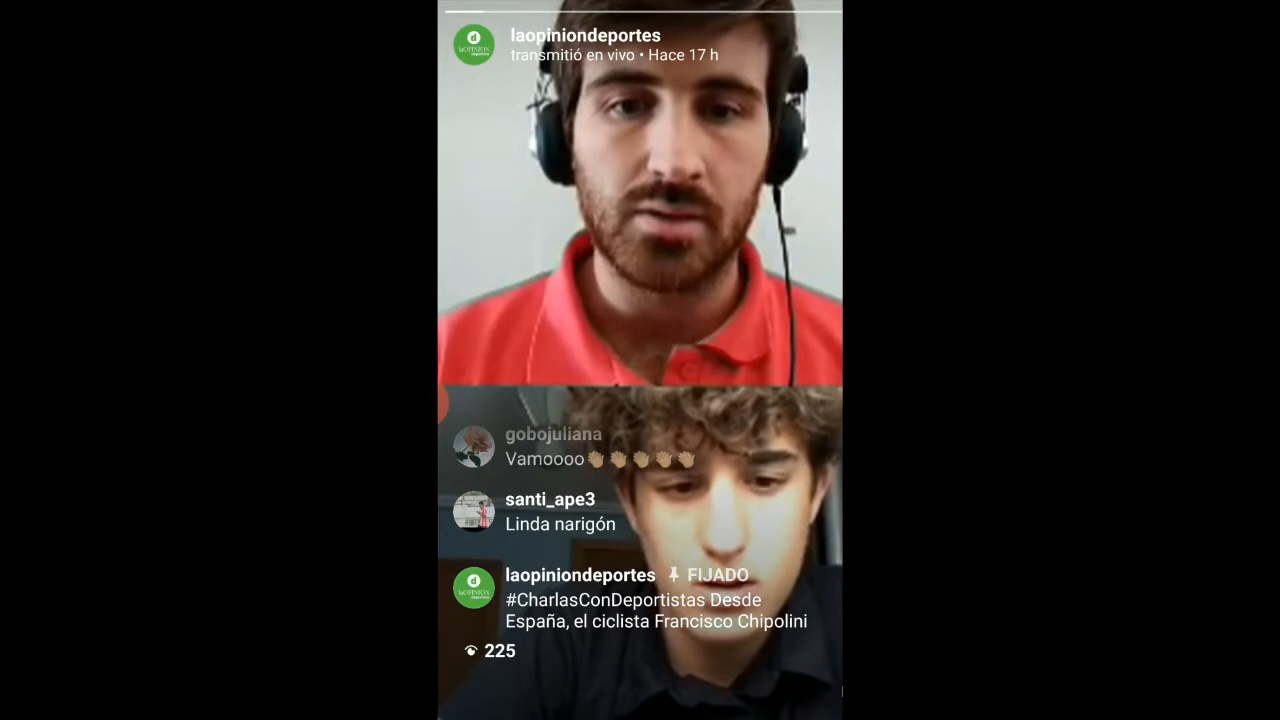 laopiniondeportes
transmitió en vivo • Hace 17 h
gobojuliana
Vamoooo👏🏼👏🏼👏🏼👏🏼👏🏼
santi_ape3
Linda narigón
laopiniondeportes FIJADO
#CharlasConDeportistas Desde
España, el ciclista Francisco Chipolini
225